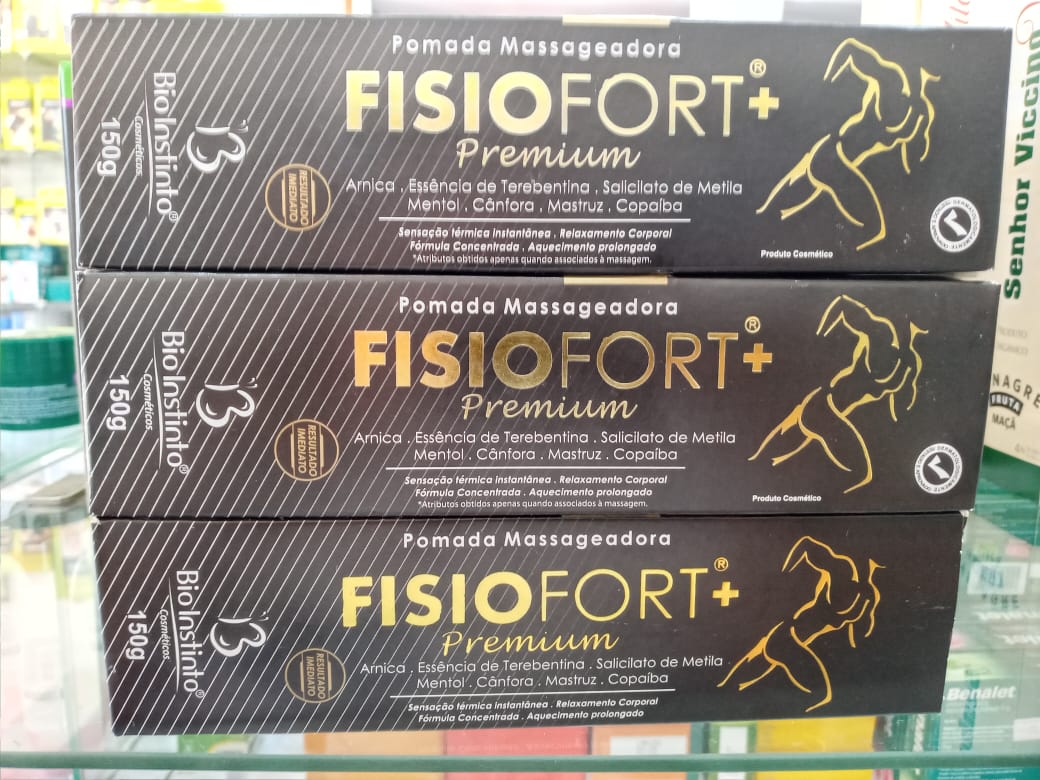 Pomada Massageadora
FISIOFORT®+
Premium
Arnica . Essência de Terebentina . Salicilato de Metila
Mentol . Cânfora . Mastruz . Copaíba
Sensação térmica instantânea . Relaxamento Corporal
Fórmula Concentrada . Aquecimento prolongado
*Atributos obtidos apenas quando associados à massagem.
BioInstinto®
Cosméticos
150g
RESULTADO
IMEDIATO
Produto Cosmético
Pomada Massageadora
FISIOFORT®+
Premium
Arnica . Essência de Terebentina . Salicilato de Metila
Mentol . Cânfora . Mastruz . Copaíba
Sensação térmica instantânea . Relaxamento Corporal
Fórmula Concentrada . Aquecimento prolongado
*Atributos obtidos apenas quando associados à massagem.
BioInstinto®
Cosméticos
150g
RESULTADO
IMEDIATO
Produto Cosmético
Pomada Massageadora
FISIOFORT®+
Premium
Arnica . Essência de Terebentina . Salicilato de Metila
Mentol . Cânfora . Mastruz . Copaíba
Sensação térmica instantânea . Relaxamento Corporal
Fórmula Concentrada . Aquecimento prolongado
BioInstinto®
Cosméticos
150g
RESULTADO
IMEDIATO
Senhor Viccino
NAGRE
FRUTA
MAÇÃ
Benalet